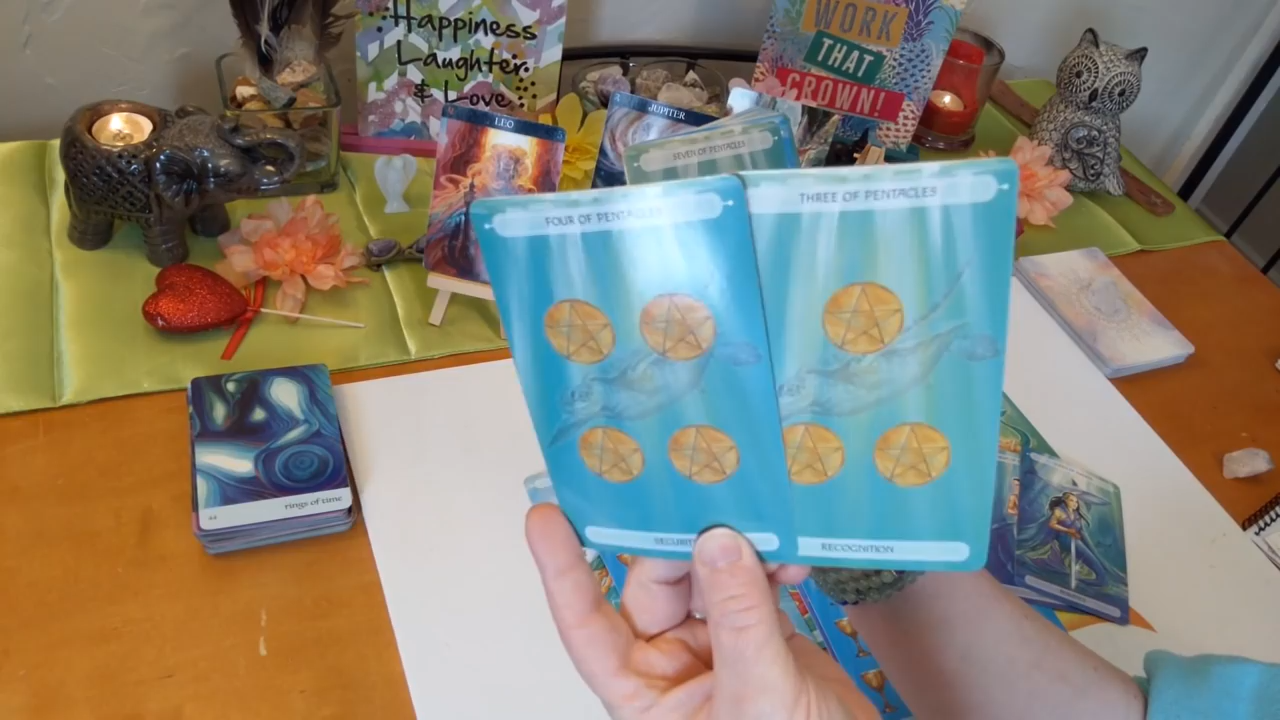 Happiness
Laughter
& Love
WORK
THAT
CROWN!
LEO
JUPITER
SEVEN OF PENTACLES
FOUR OF PENTACLES
THREE OF PENTACLES
44
rings of time
SECURITY
RECOGNITION